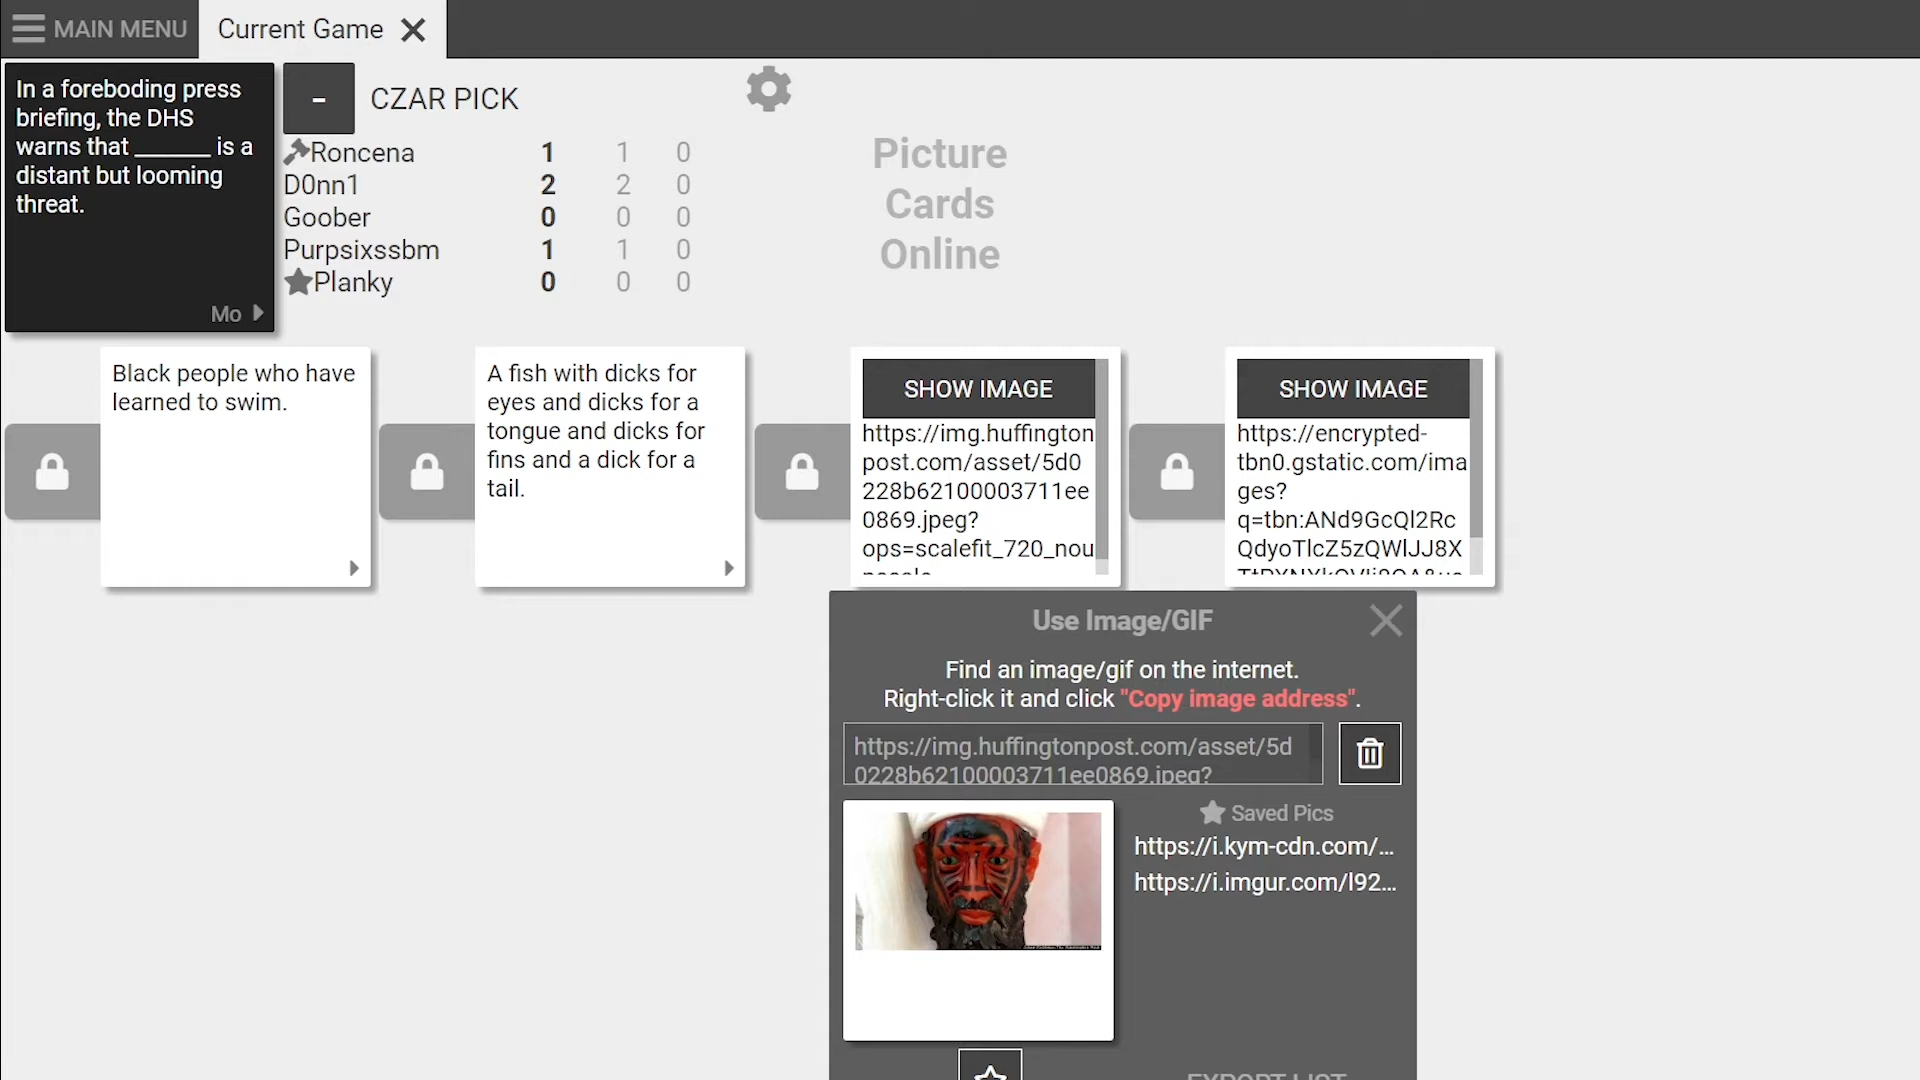 MAIN MENU
Current Game
In a foreboding press
briefing, the DHS
warns that _______ is a
distant but looming
threat.
Mo
-
CZAR PICK
Roncena 1 1 0
D0nn1 2 2 0
Goober 0 0 0
Purpsixssbm 1 1 0
Planky 0 0 0
Picture
Cards
Online
Black people who have
learned to swim.
A fish with dicks for
eyes and dicks for a
tongue and dicks for
fins and a dick for a
tail.
SHOW IMAGE
https://img.huffington
post.com/asset/5d0
228b62100003711ee
0869.jpeg?
ops=scalefit_720_nou
SHOW IMAGE
https://encrypted-
tbn0.gstatic.com/ima
ges?
q=tbn:ANd9GcQl2Rc
QdyoTlcZ5zQWlJJ8X
Use Image/GIF
Find an image/gif on the internet.
Right-click it and click "Copy image address".
https://img.huffingtonpost.com/asset/5d
0228b62100003711ee0869.jpeg?
Saved Pics
https://i.kym-cdn.com/...
https://i.imgur.com/l92...
EXPORT LIST